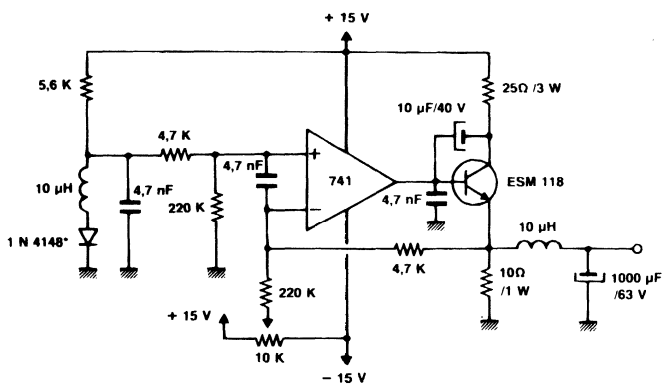 + 15 V
5,6 K
25Ω/3 W
10 µF/40 V
4,7 K
+
4,7 nF
741
ESM 118
10 µH
4,7 nF
4,7 nF
220 K
–
10 µH
1 N 4148*
4,7 K
10Ω
/1 W
1000 µF
/63 V
220 K
+ 15 V
10 K
– 15 V